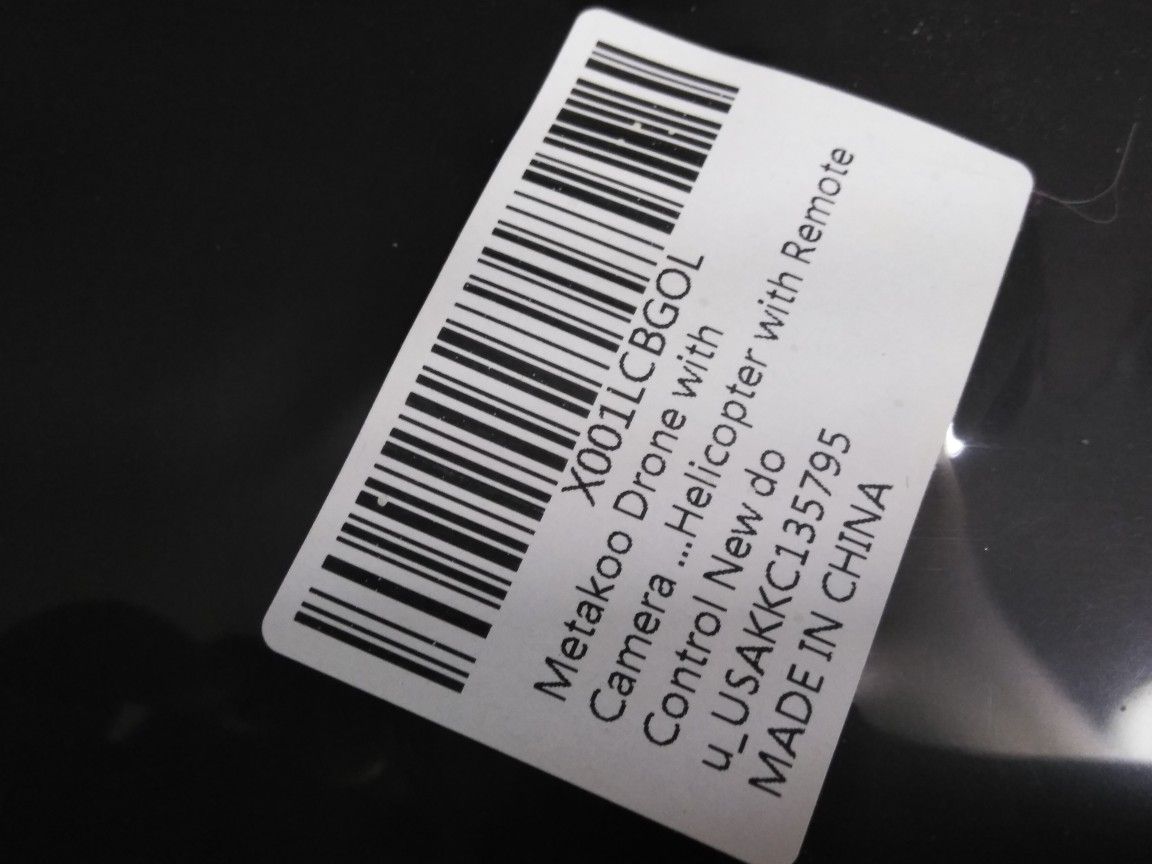 X001LCBGOL
Metakoo Drone with
Camera ...Helicopter with Remote
Control New do
u_USAKKC135795
MADE IN CHINA